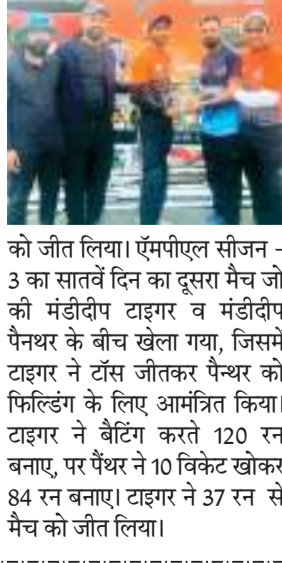 को जीत लिया। ऍमपीएल सीजन -
3 का सातवें दिन का दूसरा मैच जो
की मंडीदीप टाइगर व मंडीदीप
पैनथर के बीच खेला गया, जिसमें
टाइगर ने टॉस जीतकर पैन्थर को
फिल्डिंग के लिए आमंत्रित किया।
टाइगर ने बैटिंग करते 120 रन
बनाए, पर पैंथर ने 10 विकेट खोकर
84 रन बनाए। टाइगर ने 37 रन से
मैच को जीत लिया।